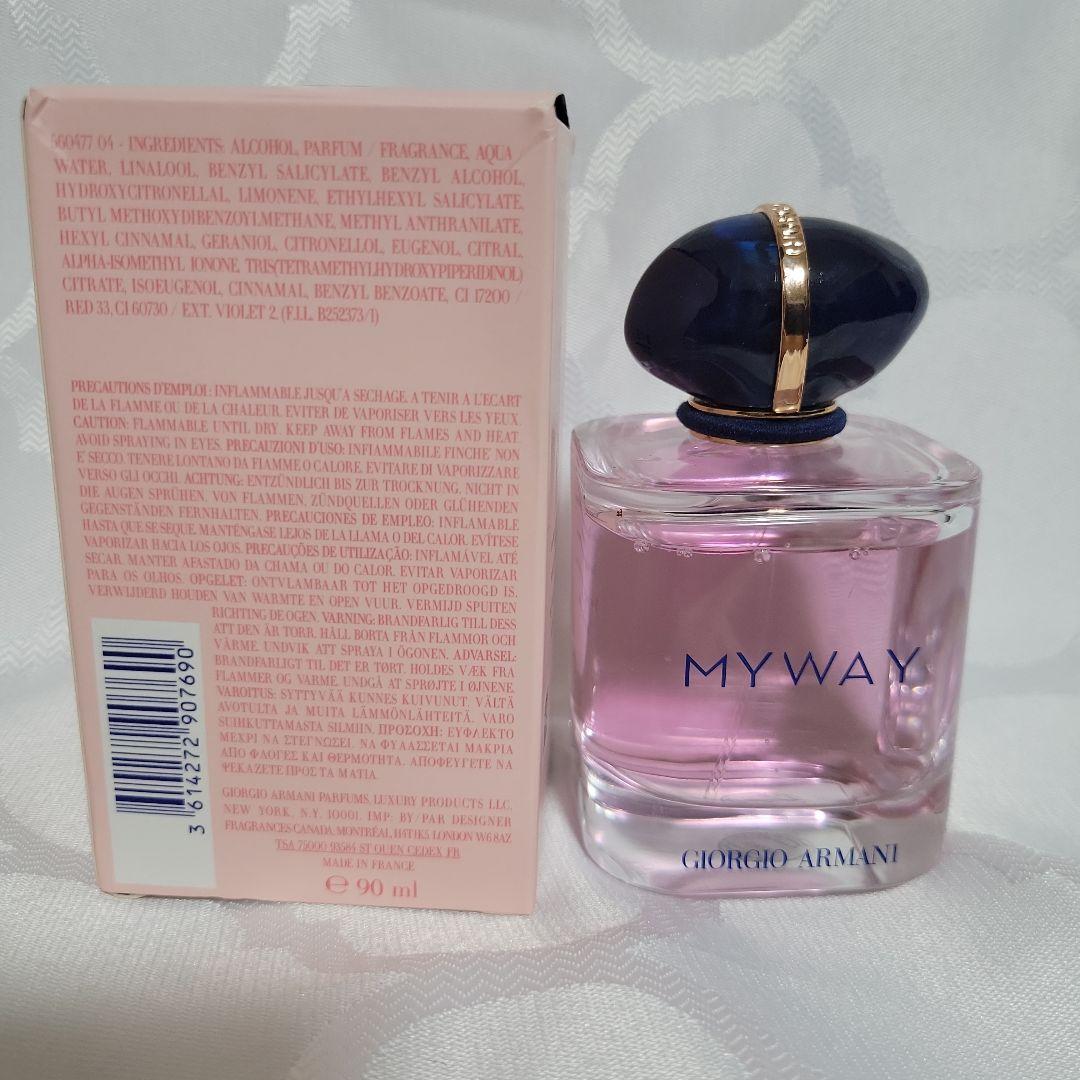 660477 04 - INGREDIENTS: ALCOHOL, PARFUM / FRAGRANCE, AQUA
WATER, LINALOOL, BENZYL SALICYLATE, BENZYL ALCOHOL,
HYDROXYCITRONELLAL, LIMONENE, ETHYLHEXYL SALICYLATE,
BUTYL METHOXYDIBENZOYLMETHANE, METHYL ANTHRANILATE,
HEXYL CINNAMAL, GERANIOL, CITRONELLOL, EUGENOL, CITRAL,
ALPHA-ISOMETHYL IONONE, TRIS(TETRAMETHYLHYDROXYPIPERIDINOL)
CITRATE, ISOEUGENOL, CINNAMAL, BENZYL BENZOATE, CI 17200 /
RED 33, CI 60730 / EXT. VIOLET 2. (F.I.L. B252373/1)
PRECAUTIONS D'EMPLOI: INFLAMMABLE JUSQU'A SECHAGE. A TENIR A L'ECART
DE LA FLAMME OU DE LA CHALEUR. EVITER DE VAPORISER VERS LES YEUX.
CAUTION: FLAMMABLE UNTIL DRY. KEEP AWAY FROM FLAMES AND HEAT.
AVOID SPRAYING IN EYES. PRECAUZIONI D'USO: INFIAMMABILE FINCHE' NON
E' SECCO. TENERE LONTANO DA FIAMME O CALORE. EVITARE DI VAPORIZZARE
VERSO GLI OCCHI. ACHTUNG: ENTZÜNDLICH BIS ZUR TROCKNUNG. NICHT IN
DIE AUGEN SPRÜHEN. VON FLAMMEN, ZÜNDQUELLEN ODER GLÜHENDEN
GEGENSTÄNDEN FERNHALTEN. PRECAUCIONES DE EMPLEO: INFLAMABLE
HASTA QUE SE SEQUE. MANTÉNGASE LEJOS DE LA LLAMA O DEL CALOR. EVÍTESE
VAPORIZAR HACIA LOS OJOS. PRECAUÇÕES DE UTILIZAÇÃO: INFLAMÁVEL ATÉ
SECAR. MANTER AFASTADO DA CHAMA OU DO CALOR. EVITAR VAPORIZAR
PARA OS OLHOS. OPGELET: ONTVLAMBAAR TOT HET OPGEDROOGD IS.
VERWIJDERD HOUDEN VAN WARMTE EN OPEN VUUR. VERMIJD SPUITEN
RICHTING DE OGEN. VARNING: BRANDFARLIG TILL DESS
ATT DEN ÄR TORR. HÅLL BORTA FRÅN FLAMMOR OCH
VÄRME. UNDVIK ATT SPRAYA I ÖGONEN. ADVARSEL:
BRANDFARLIGT TIL DET ER TØRT. HOLDES VÆK FRA
FLAMMER OG VARME. UNDGÅ AT SPRØJTE I ØJNENE.
VAROITUS: SYTTYVÄÄ KUNNES KUIVUNUT. VÄLTÄ
AVOTULTA JA MUITA LÄMMÖNLÄHTEITÄ. VARO
SUIHKUTTAMASTA SILMIIN. ΠΡΟΣΟΧΗ: ΕΥΦΛΕΚΤΟ
ΜΕΧΡΙ ΝΑ ΣΤΕΓΝΩΣΕΙ. ΝΑ ΦΥΛΑΣΣΕΤΑΙ ΜΑΚΡΙΑ
ΑΠΟ ΦΛΟΓΕΣ ΚΑΙ ΘΕΡΜΟΤΗΤΑ. ΑΠΟΦΕΥΓΕΤΕ ΝΑ
ΨΕΚΑΖΕΤΕ ΠΡΟΣ ΤΑ ΜΑΤΙΑ.
GIORGIO ARMANI PARFUMS, LUXURY PRODUCTS LLC,
NEW YORK, N.Y. 10001. IMP: BY/PAR DESIGNER
FRAGRANCES CANADA, MONTRÉAL, H4T1K5. LONDON W6 8AZ
TSA 75000 93584 ST OUEN CEDEX FR
MADE IN FRANCE
℮ 90 ml
3 614272 907690
ARMANI
MY WAY
GIORGIO ARMANI